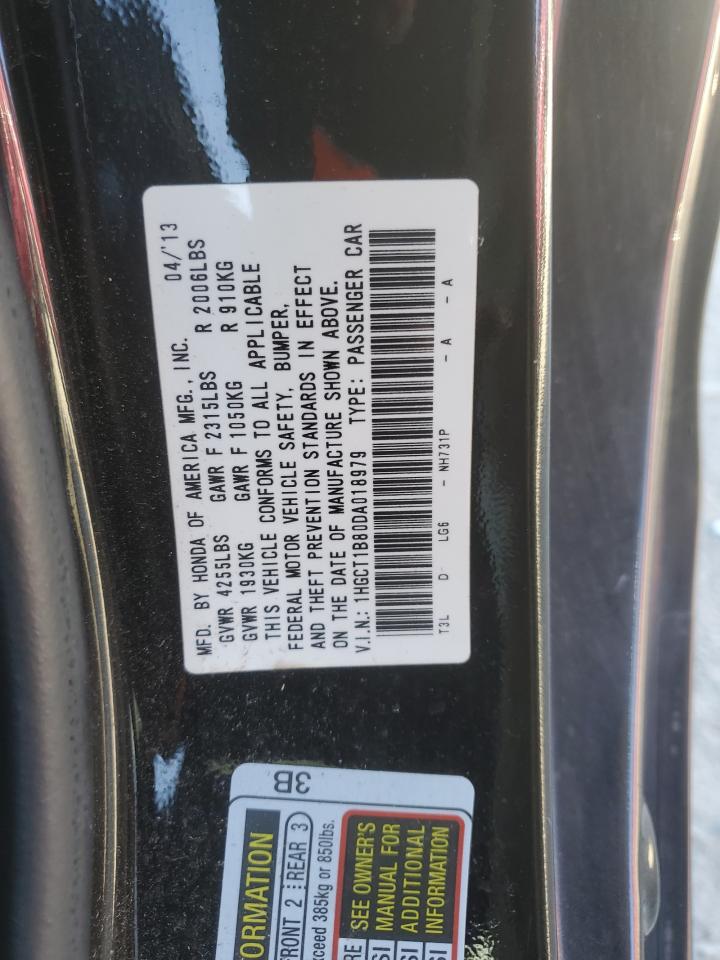 MFD. BY HONDA OF AMERICA MFG., INC. 04/'13
GVWR 4255LBS GAWR F 2315LBS R 2006LBS
GVWR 1930KG GAWR F 1050KG R 910KG
THIS VEHICLE CONFORMS TO ALL APPLICABLE
FEDERAL MOTOR VEHICLE SAFETY, BUMPER,
AND THEFT PREVENTION STANDARDS IN EFFECT
ON THE DATE OF MANUFACTURE SHOWN ABOVE.
V.I.N.: 1HGCT1B80DA018979 TYPE: PASSENGER CAR
T3L D LG6 - NH731P - A - A
3B
ORMATION
FRONT 2 REAR 3
exceed 385kg or 850lbs.
SEE OWNER'S
MANUAL FOR
ADDITIONAL
INFORMATION